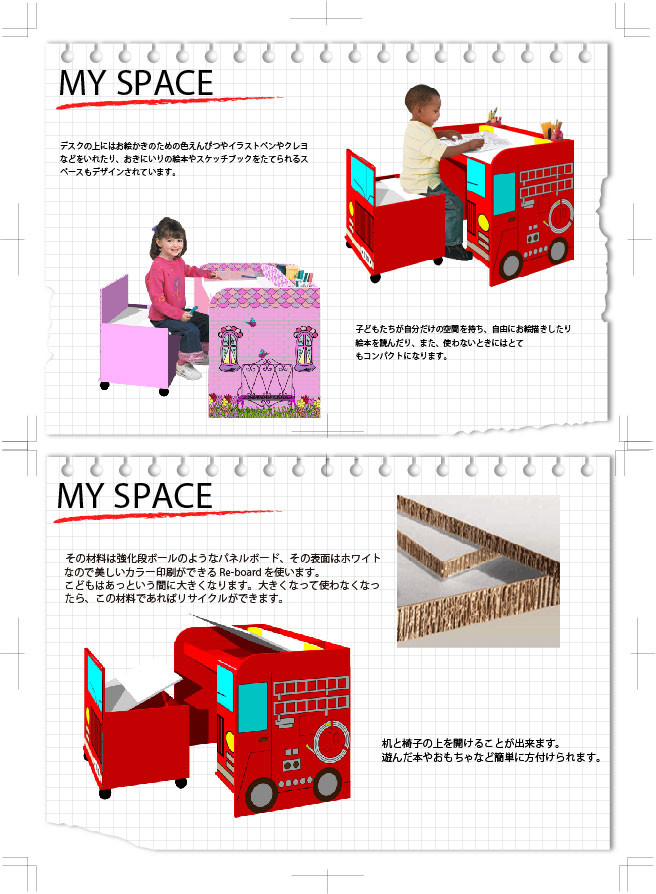 MY SPACE
デスクの上にはお絵かきのための色えんぴつやイラストペンやクレヨ
などをいれたり、おきにいりの絵本やスケッチブックをたてられるス
ペースもデザインされています。
子どもたちが自分だけの空間を持ち、自由にお絵描きしたり
絵本を読んだり、また、使わないときにはとて
もコンパクトになります。
MY SPACE
その材料は強化段ボールのようなパネルボード、その表面はホワイト
なので美しいカラー印刷ができる Re-board を使います。
こどもはあっという間に大きくなります。大きくなって使わなくなっ
たら、この材料であればリサイクルができます。
机と椅子の上を開けることが出来ます。
遊んだ本やおもちゃなど簡単に方付けられます。